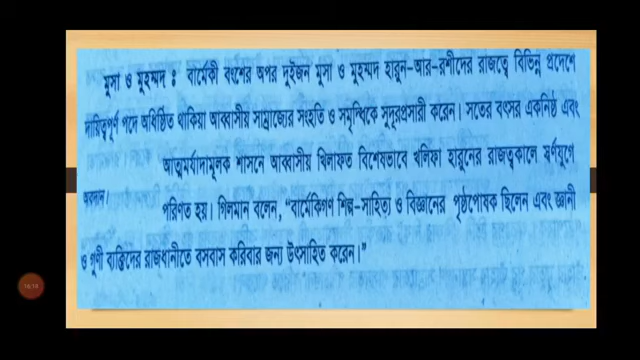 মুসা ও মুহম্মদ : বার্মেকী বংশের অপর দুইজন মুসা ও মুহম্মদ হারুন-আর-রশীদের রাজত্বে বিভিন্ন প্রদেশে
দায়িত্বপূর্ণ পদে অধিষ্ঠিত থাকিয়া আব্বাসীয় সাম্রাজ্যের সংহতি ও সমৃদ্ধিকে সুদূরপ্রসারী করেন। সতের বৎসর একনিষ্ঠ এবং
আত্মমর্যাদামূলক শাসনে আব্বাসীয় খিলাফত বিশেষভাবে খলিফা হারুনের রাজত্বকালে স্বর্ণযুগে
অবদান।
পরিণত হয়। গিলমান বলেন, “বার্মেকিগণ শিল্প-সাহিত্য ও বিজ্ঞানের পৃষ্ঠপোষক ছিলেন এবং জ্ঞানী
ও গুণী ব্যক্তিদের রাজধানীতে বসবাস করিবার জন্য উৎসাহিত করেন।”